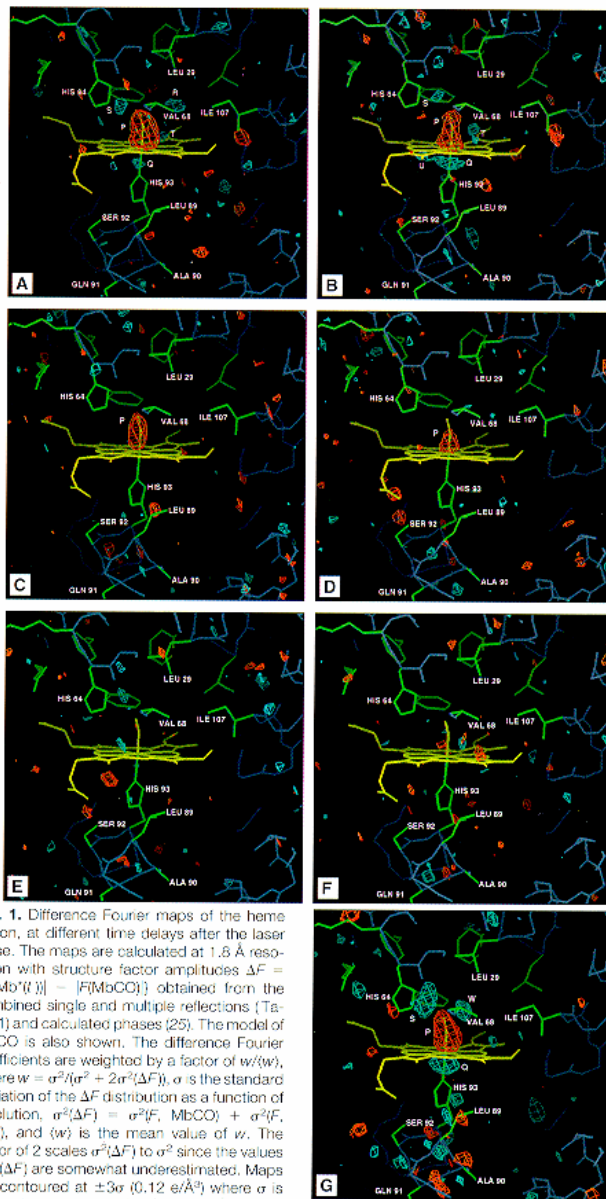 LEU 29
HIS 64
R
S
P
VAL 68
ILE 107
T
Q
HIS 93
LEU 89
SER 92
ALA 90
GLN 91
A
LEU 29
HIS 64
S
P
VAL 68
ILE 107
T
U
Q
HIS 93
LEU 89
SER 92
ALA 90
GLN 91
B
LEU 29
HIS 64
P
VAL 68
ILE 107
HIS 93
LEU 89
SER 92
ALA 90
GLN 91
C
LEU 29
HIS 64
P
VAL 68
ILE 107
HIS 93
LEU 89
SER 92
ALA 90
GLN 91
D
LEU 29
HIS 64
VAL 68
ILE 107
HIS 93
LEU 89
SER 92
ALA 90
GLN 91
E
LEU 29
HIS 64
VAL 68
ILE 107
HIS 93
LEU 89
SER 92
ALA 90
GLN 91
F
. 1. Difference Fourier maps of the heme
on, at different time delays after the laser
se. The maps are calculated at 1.8 Å reso-
on with structure factor amplitudes ΔF =
Mb*(t))| − |F(MbCO)|} obtained from the
mbined single and multiple reflections (Ta-
1) and calculated phases (25). The model of
CO is also shown. The difference Fourier
fficients are weighted by a factor of w/⟨w⟩,
ere w = σ²/(σ² + 2σ²(ΔF)), σ is the standard
iation of the ΔF distribution as a function of
olution, σ²(ΔF) = σ²(F, MbCO) + σ²(F,
), and ⟨w⟩ is the mean value of w. The
or of 2 scales σ²(ΔF) to σ² since the values
(ΔF) are somewhat underestimated. Maps
contoured at ±3σ (0.12 e/Å³) where σ is
LEU 29
HIS 64
W
S
P
VAL 68
ILE 107
Q
HIS 93
LEU 89
SER 92
ALA 90
GLN 91
G